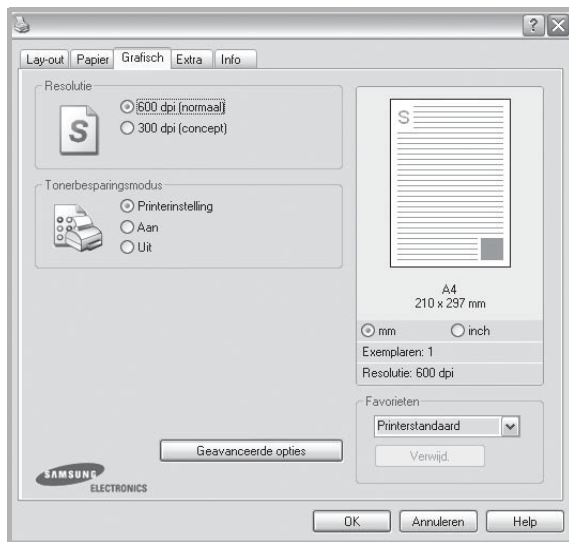 Lay-out Papier Grafisch Extra Info
Resolutie
S
600 dpi (normaal)
300 dpi (concept)
Tonerbesparingsmodus
Printerinstelling
Aan
Uit
S
A4
210 x 297 mm
mm inch
Exemplaren: 1
Resolutie: 600 dpi
Favorieten
Printerstandaard
Verwijd.
Geavanceerde opties
SAMSUNG
ELECTRONICS
OK Annuleren Help